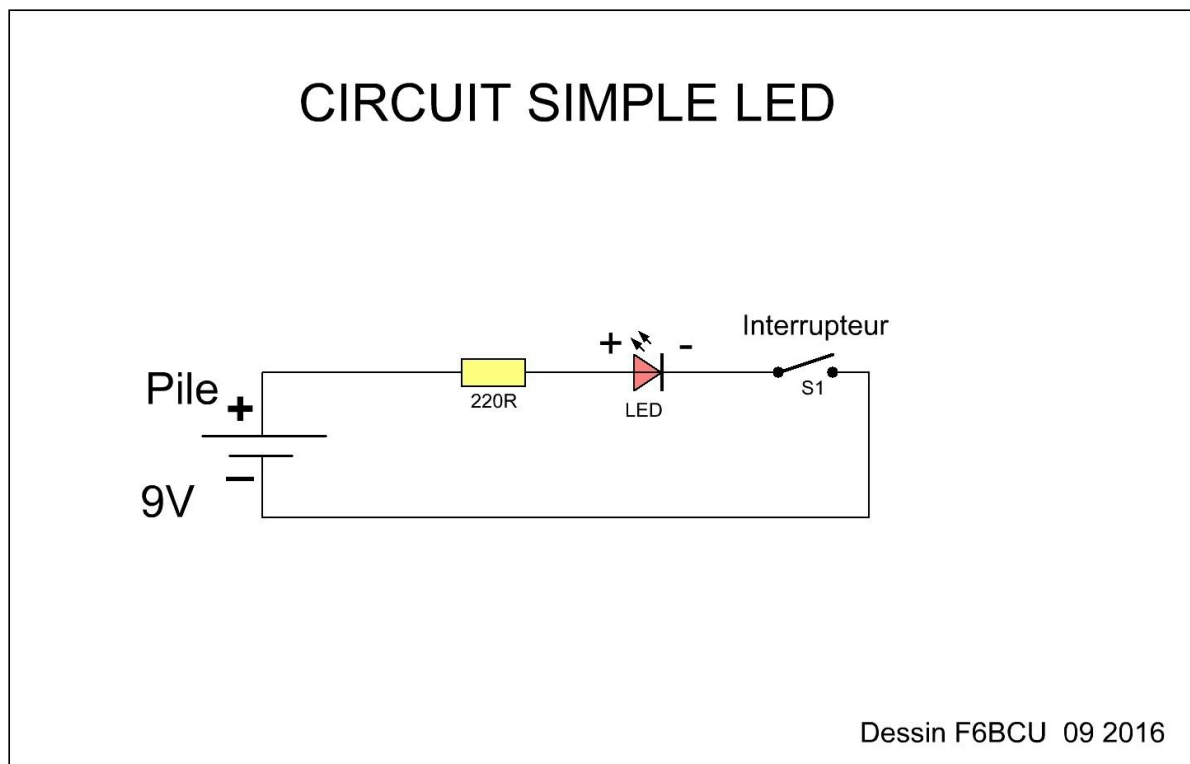 CIRCUIT SIMPLE LED
Interrupteur
+ -
S1
Pile +
220R
LED
9V –
Dessin F6BCU 09 2016